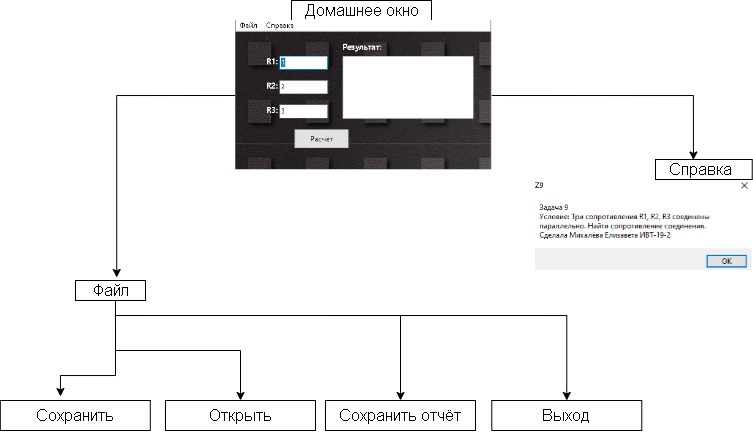 Домашнее окно
Файл Справка
Результат:
R1: 1
R2: 2
R3: 3
Расчёт
Справка
Z9
Задача 9
Условие: Три сопротивления R1, R2, R3 соединены
параллельно. Найти сопротивление соединения.
Сделала Михалёва Елизавета ИВТ-19-2
OK
Файл
Сохранить
Открыть
Сохранить отчёт
Выход